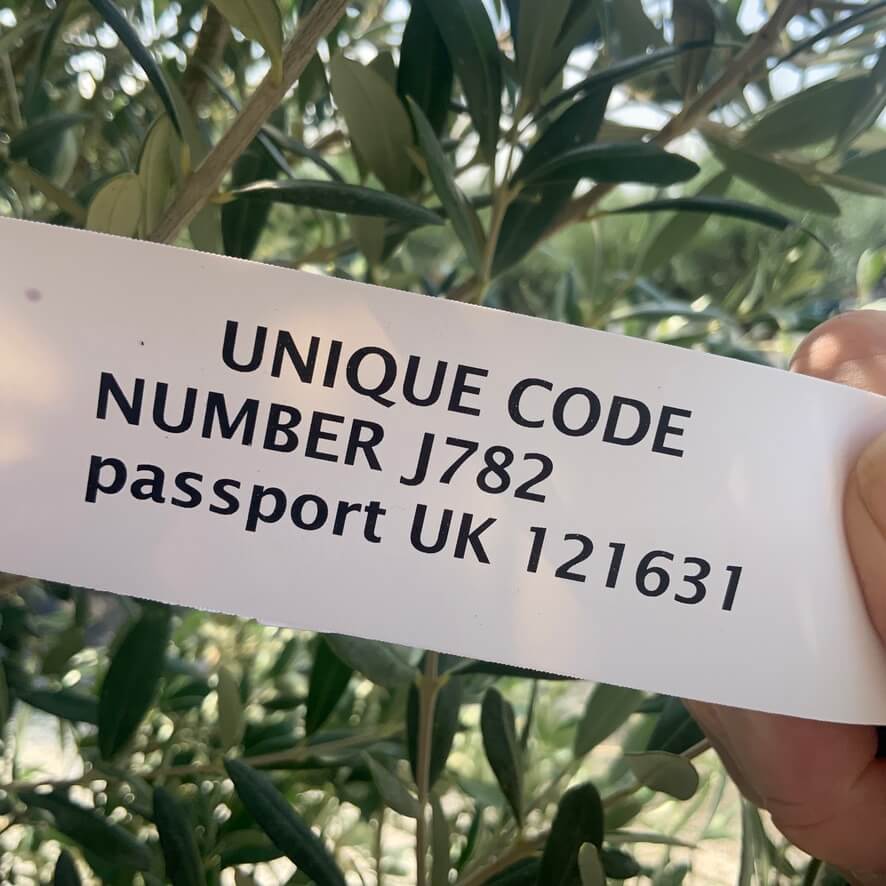 UNIQUE CODE
NUMBER J782
passport UK 121631